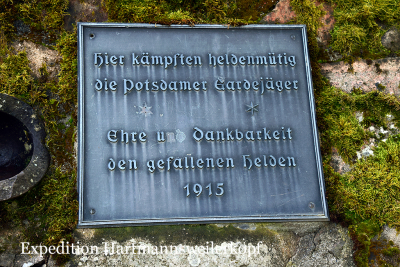 Hier kämpften heldenmütig
die Potsdamer Gardejäger
Ehre und Dankbarkeit
den gefallenen Helden
1915
Expedition Hartmannsweilerkopf